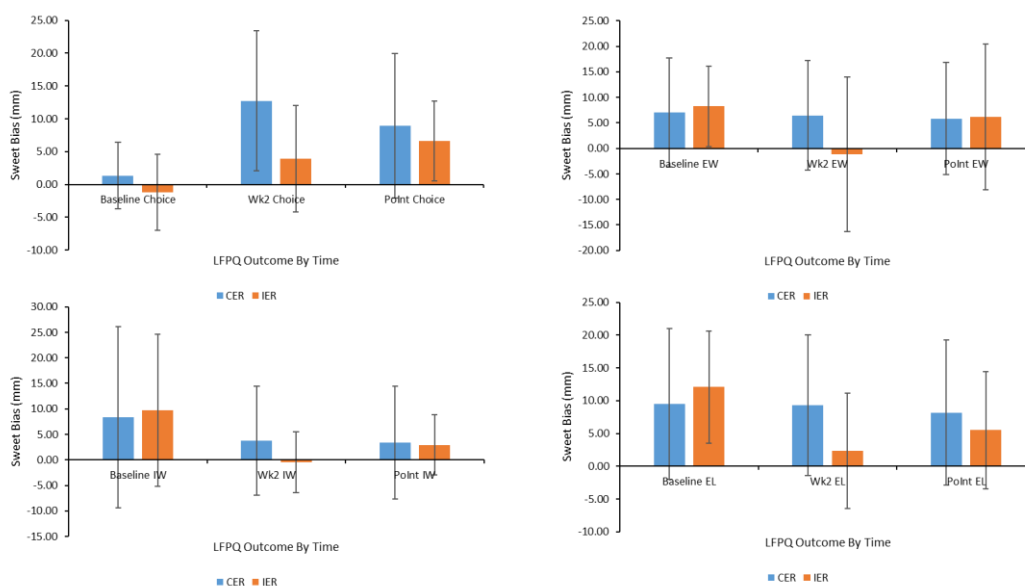 25.00
20.00
15.00
10.00
5.00
0.00
-5.00
-10.00
Sweet Bias (mm)
Baseline Choice
Wk2 Choice
PoInt Choice
LFPQ Outcome By Time
CER IER
25.00
20.00
15.00
10.00
5.00
0.00
-5.00
-10.00
-15.00
-20.00
Sweet Bias (mm)
Baseline EW
Wk2 EW
PoInt EW
LFPQ Outcome By Time
CER IER
30.00
25.00
20.00
15.00
10.00
5.00
0.00
-5.00
-10.00
-15.00
Sweet Bias (mm)
Baseline IW
Wk2 IW
PoInt IW
LFPQ Outcome By Time
CER IER
25.00
20.00
15.00
10.00
5.00
0.00
-5.00
-10.00
Sweet Bias (mm)
Baseline EL
Wk2 EL
PoInt EL
LFPQ Outcome By Time
CER IER